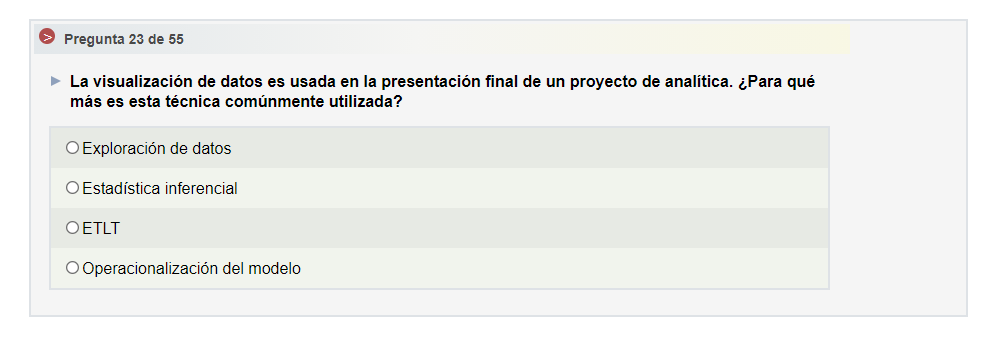 Pregunta 23 de 55
La visualización de datos es usada en la presentación final de un proyecto de analítica. ¿Para qué
más es esta técnica comúnmente utilizada?
Exploración de datos
Estadística inferencial
ETLT
Operacionalización del modelo